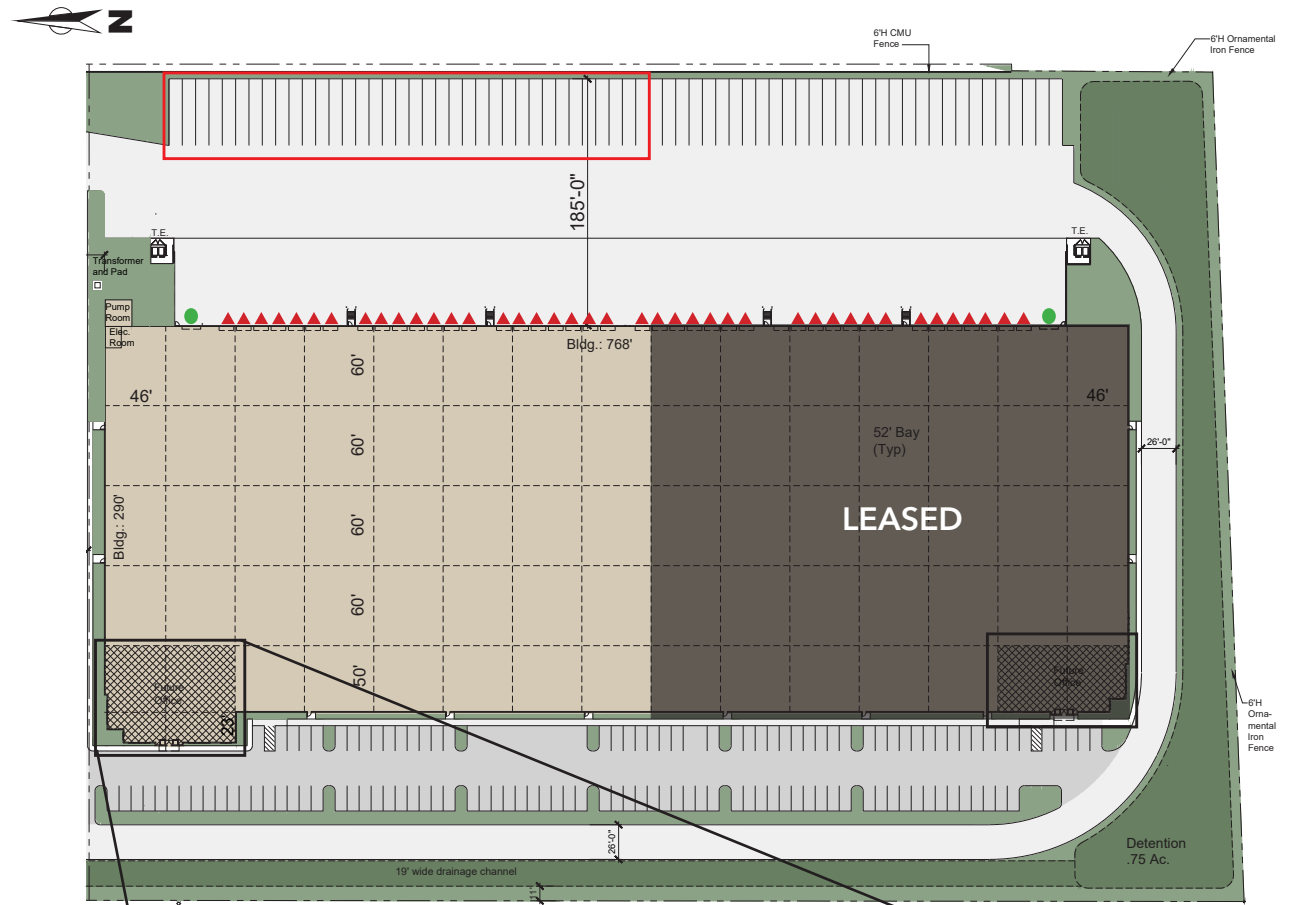 N
6'H CMU
Fence
6'H Ornamental
Iron Fence
185'-0"
T.E.
T.E.
Transformer
and Pad
Pump
Room
Elec.
Room
Bldg.: 768'
60'
46'
46'
52' Bay
(Typ)
60'
26'-0"
Bldg.: 290'
60'
LEASED
60'
50'
Future
Office
23'
Future
Office
6'H
Orna-
mental
Iron
Fence
26'-0"
Detention
.75 Ac.
19' wide drainage channel
11'